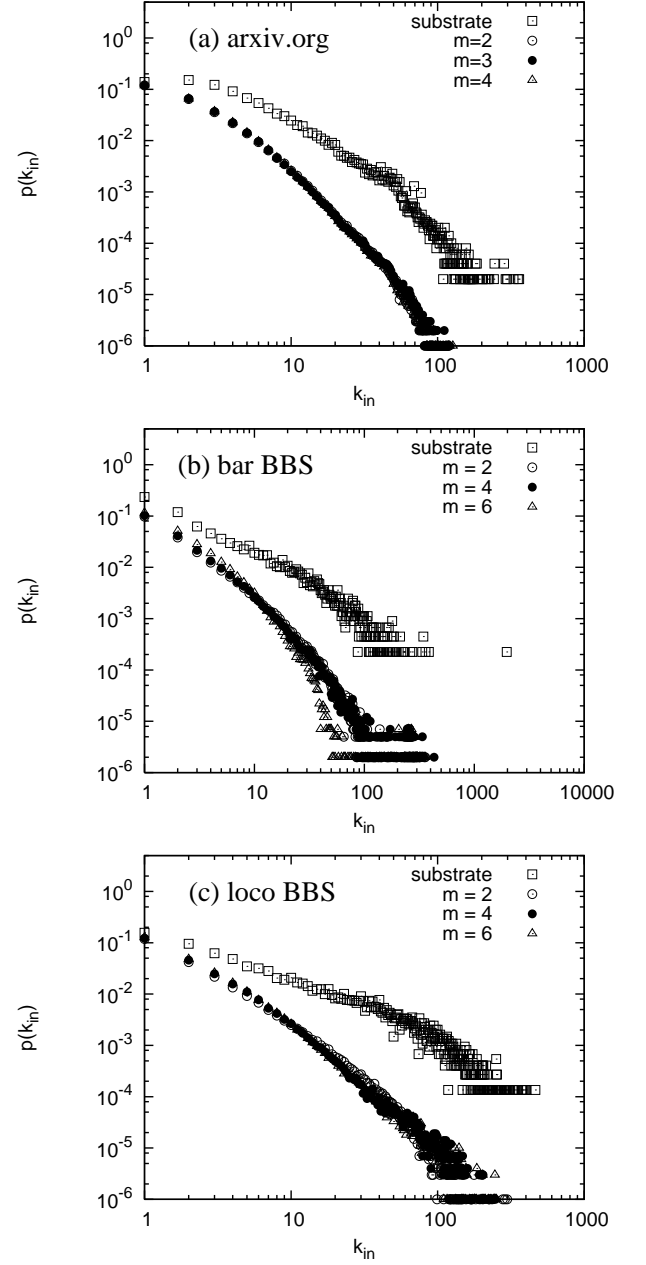 (a) arxiv.org
substrate
m=2
m=3
m=4
10^0
10^-1
10^-2
10^-3
10^-4
10^-5
10^-6
p(k_in)
1 10 100 1000
k_in
(b) bar BBS
substrate
m = 2
m = 4
m = 6
10^0
10^-1
10^-2
10^-3
10^-4
10^-5
10^-6
p(k_in)
1 10 100 1000 10000
k_in
(c) loco BBS
substrate
m = 2
m = 4
m = 6
10^0
10^-1
10^-2
10^-3
10^-4
10^-5
10^-6
p(k_in)
1 10 100 1000
k_in